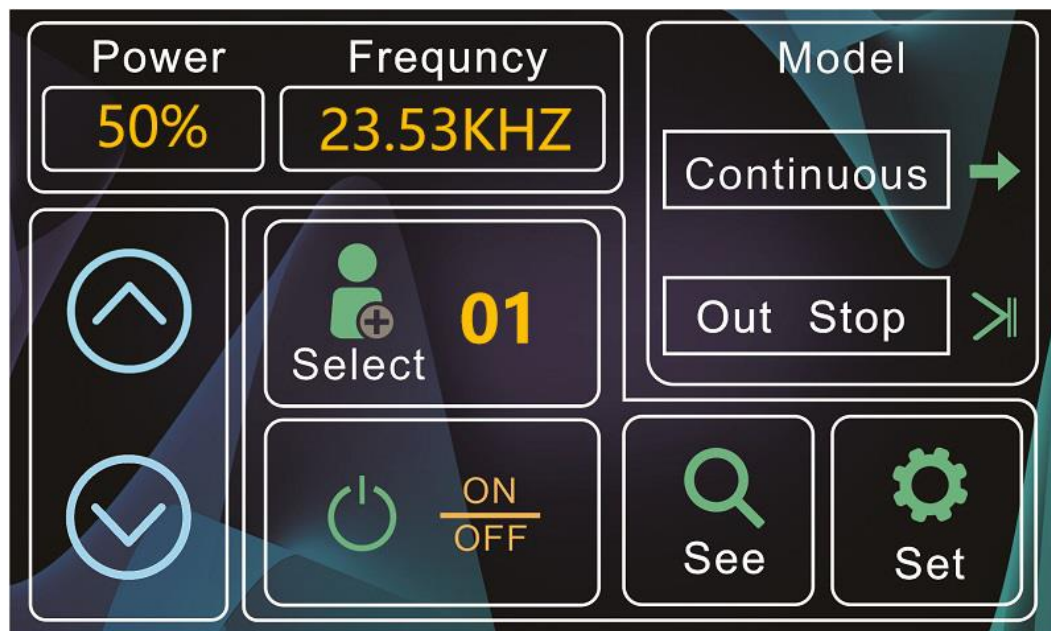 Power Frequncy
50% 23.53KHZ
Model
Continuous
Out Stop
01
Select
ON
OFF
See
Set